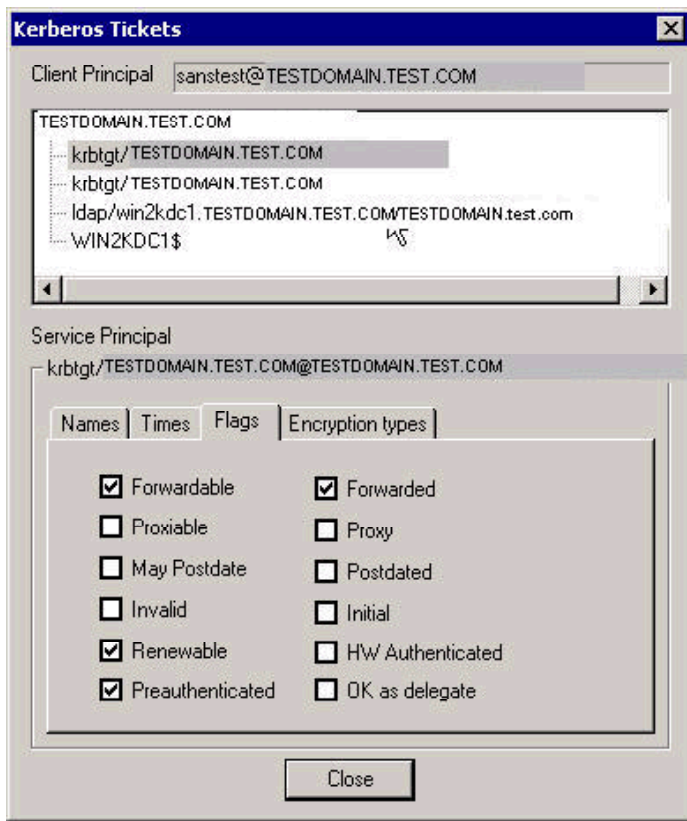 Kerberos Tickets
Client Principal sanstest@TESTDOMAIN.TEST.COM
TESTDOMAIN.TEST.COM
krbtgt/TESTDOMAIN.TEST.COM
krbtgt/TESTDOMAIN.TEST.COM
ldap/win2kdc1.TESTDOMAIN.TEST.COM/TESTDOMAIN.test.com
WIN2KDC1$
Service Principal
krbtgt/TESTDOMAIN.TEST.COM@TESTDOMAIN.TEST.COM
Names Times Flags Encryption types
Forwardable Forwarded
Proxiable Proxy
May Postdate Postdated
Invalid Initial
Renewable HW Authenticated
Preauthenticated OK as delegate
Close